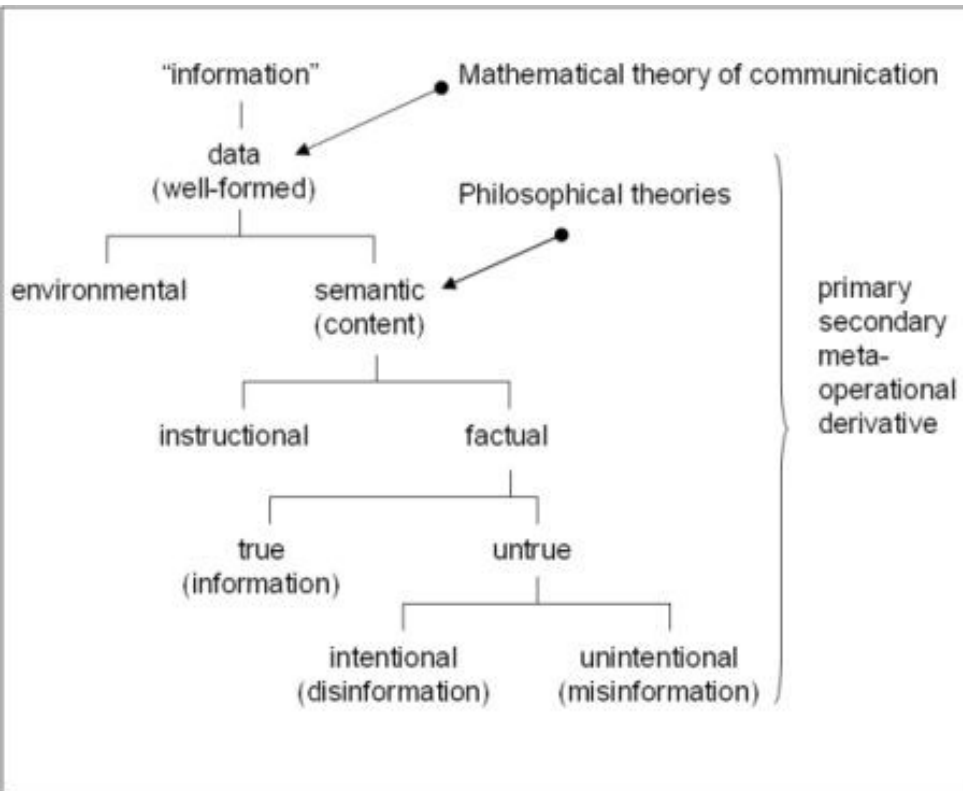 “information”
Mathematical theory of communication
data
(well-formed)
Philosophical theories
environmental
semantic
(content)
primary
secondary
meta-
operational
derivative
instructional
factual
true
(information)
untrue
intentional
(disinformation)
unintentional
(misinformation)